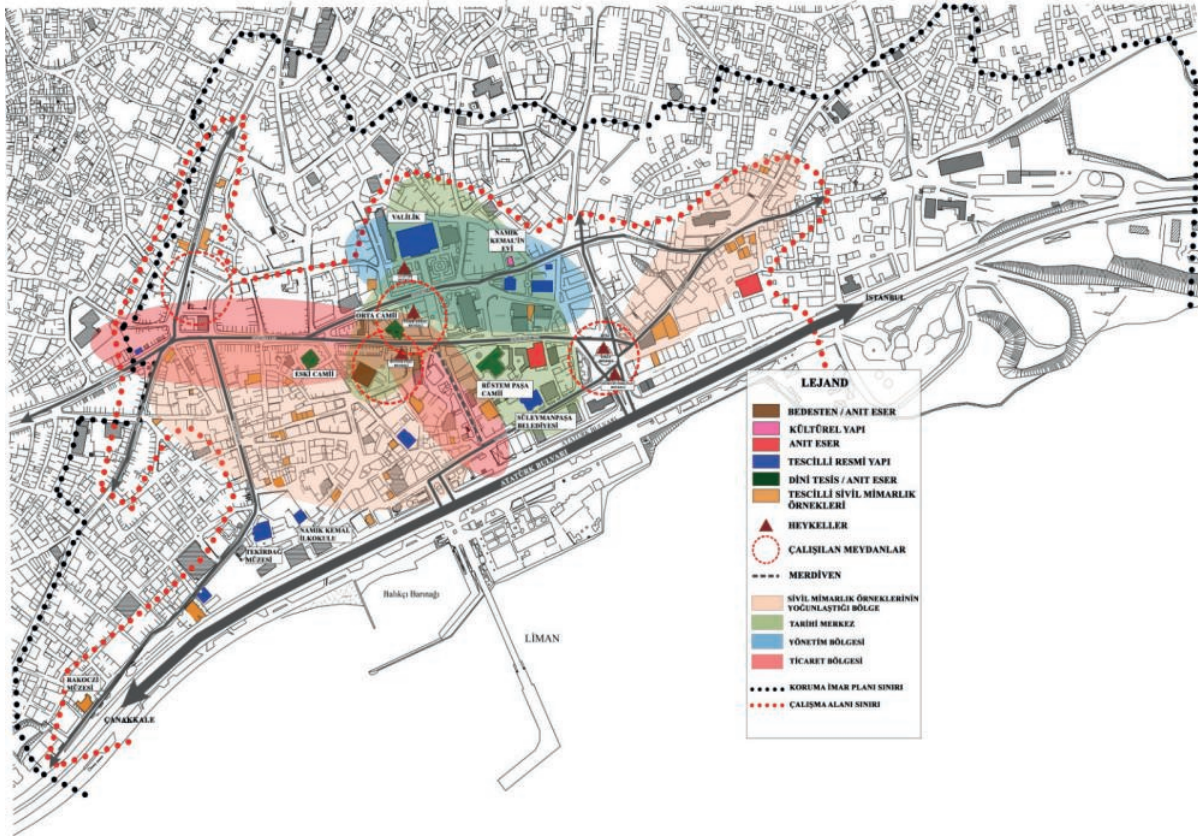 VALİLİK
NAMIK
KEMAL'İN
EVİ
ORTA CAMİİ
İSTANBUL
ESKİ CAMİİ
RÜSTEM PAŞA
CAMİİ
SÜLEYMANPAŞA
BELEDİYESİ
ATATÜRK BULVARI
ATATÜRK BULVARI
NAMIK KEMAL
İLKOKULU
TEKİRDAĞ
MÜZESİ
Balıkçı Barınağı
LİMAN
RAKOCZİ
MÜZESİ
ÇANAKKALE
LEJAND
BEDESTEN / ANIT ESER
KÜLTÜREL YAPI
ANIT ESER
TESCİLLİ RESMİ YAPI
DİNİ TESİS / ANIT ESER
TESCİLLİ SİVİL MİMARLIK
ÖRNEKLERİ
HEYKELLER
ÇALIŞILAN MEYDANLAR
MERDİVEN
SİVİL MİMARLIK ÖRNEKLERİNİN
YOĞUNLAŞTIĞI BÖLGE
TARİHİ MERKEZ
YÖNETİM BÖLGESİ
TİCARET BÖLGESİ
KORUMA İMAR PLANI SINIRI
ÇALIŞMA ALANI SINIRI